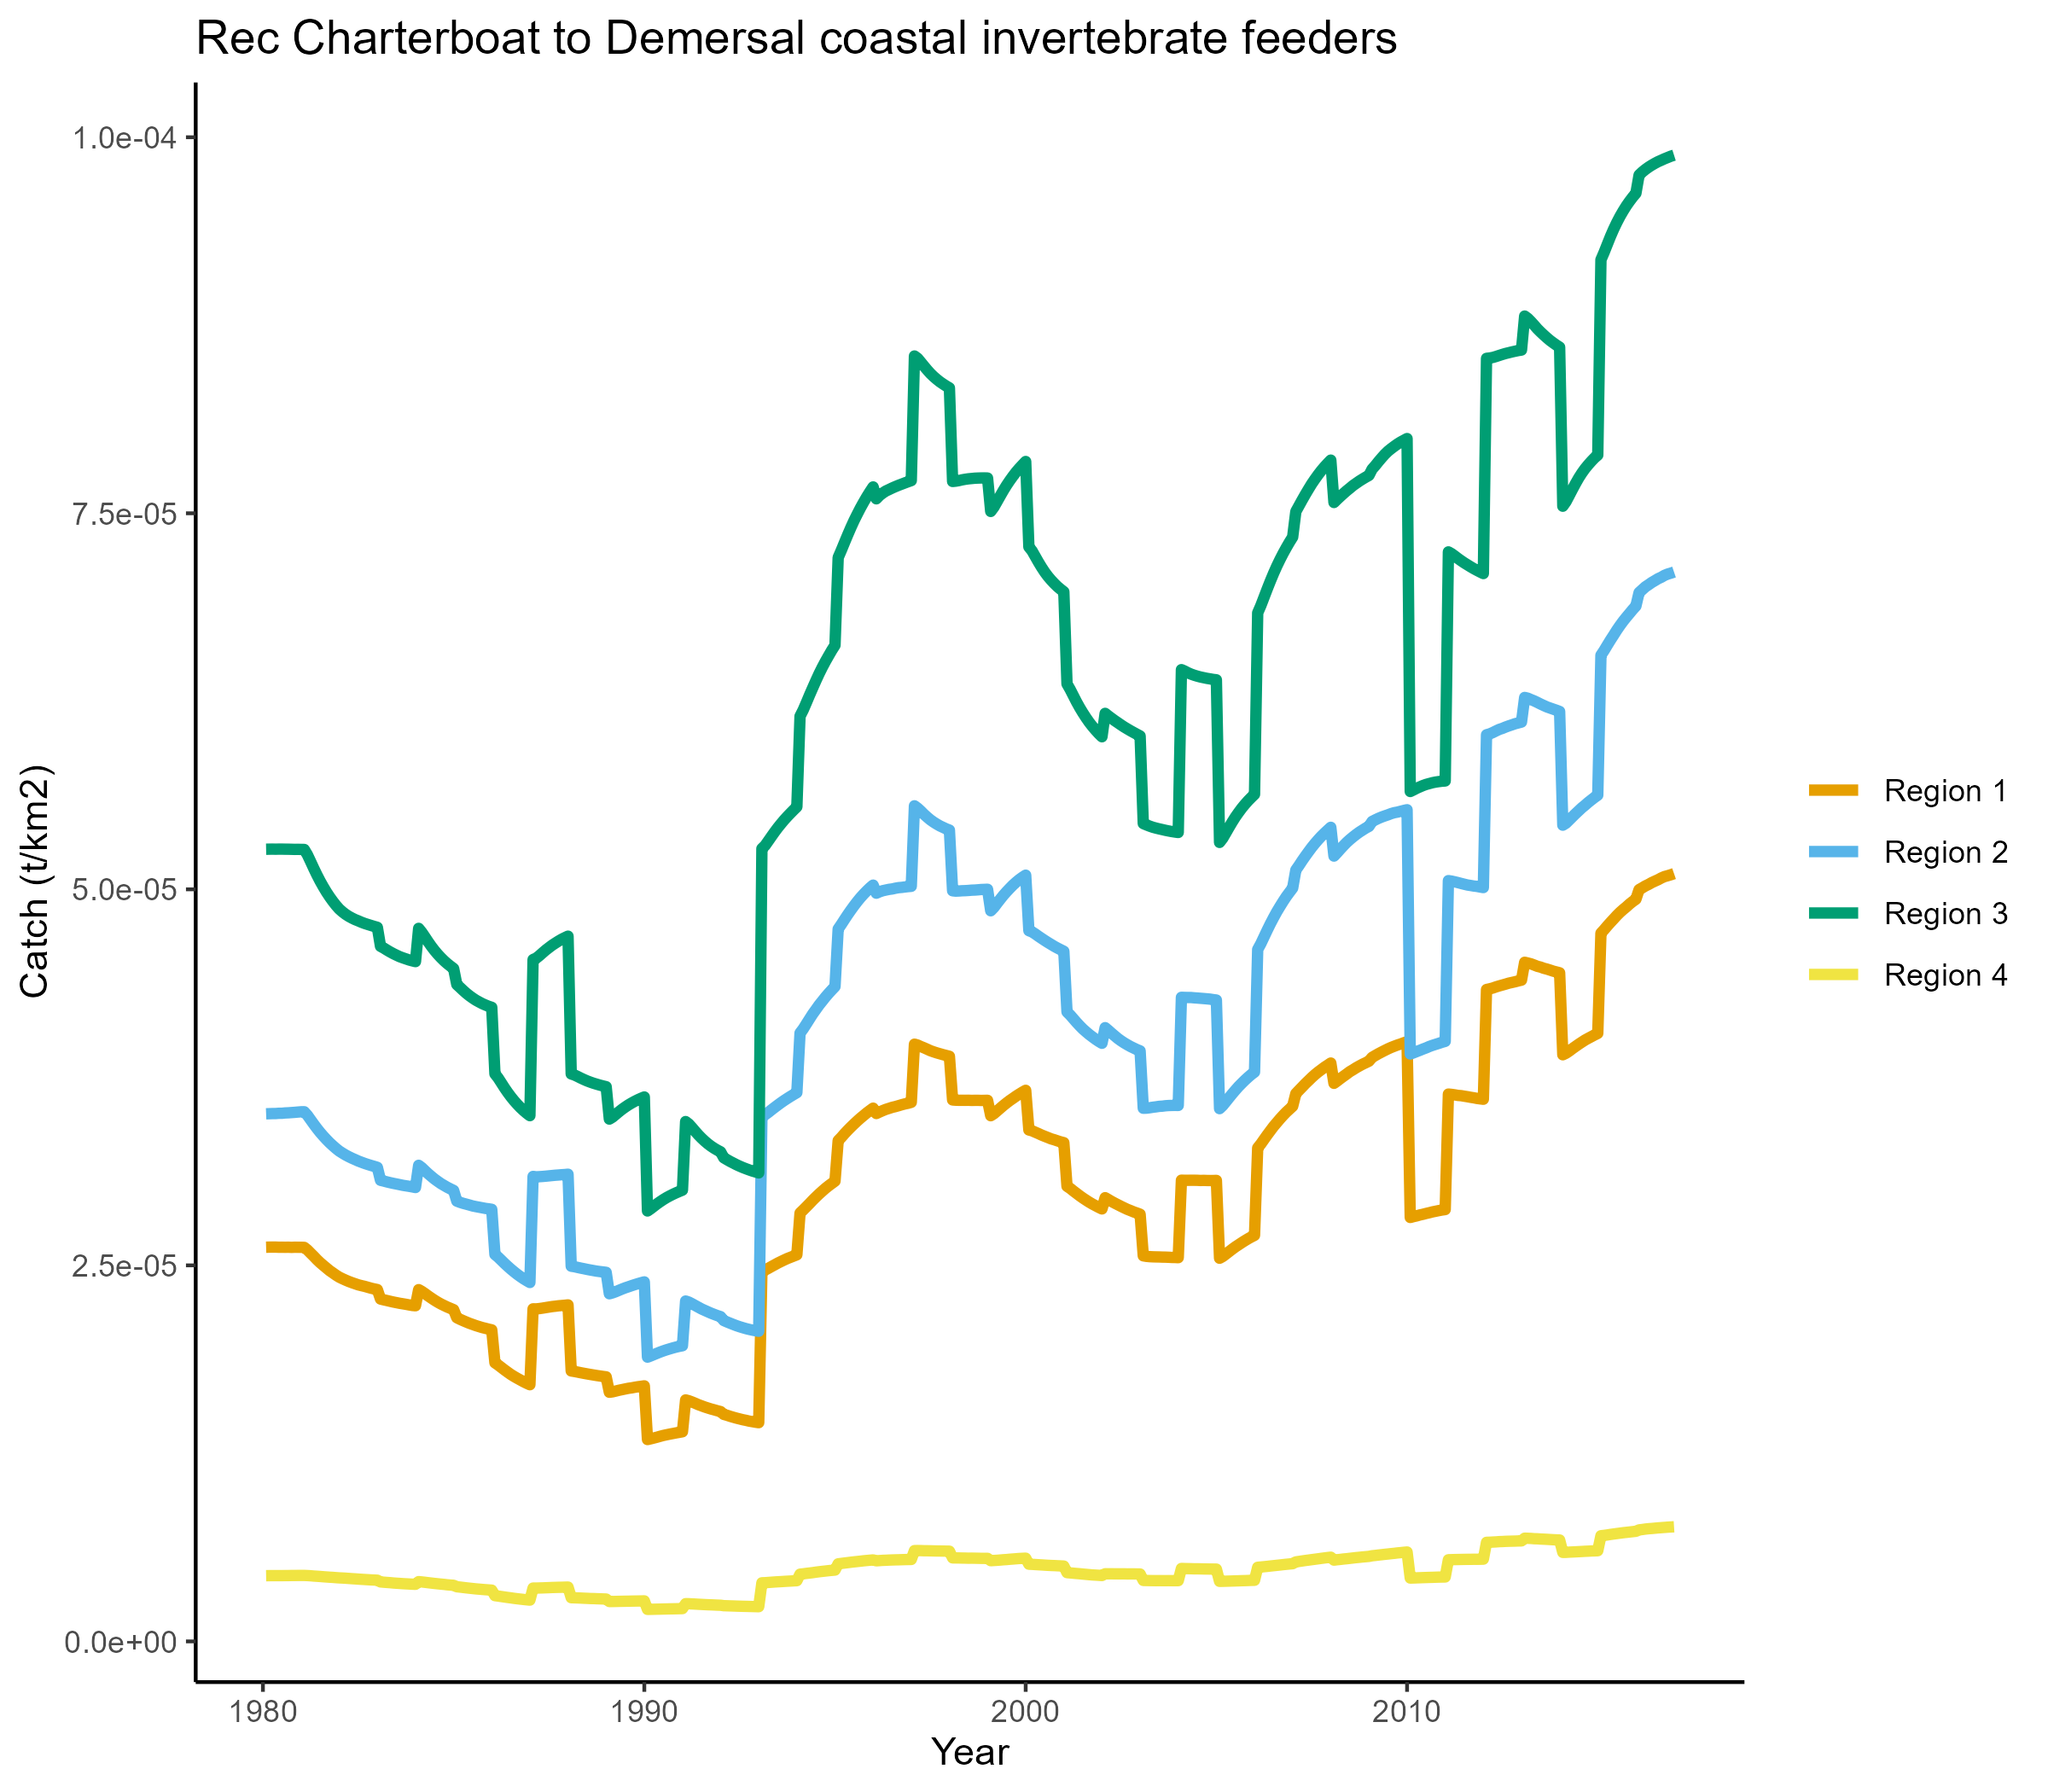 Rec Charterboat to Demersal coastal invertebrate feeders
1.0e-04
7.5e-05
5.0e-05
2.5e-05
0.0e+00
Catch (t/km2)
1980
1990
2000
2010
Year
Region 1
Region 2
Region 3
Region 4